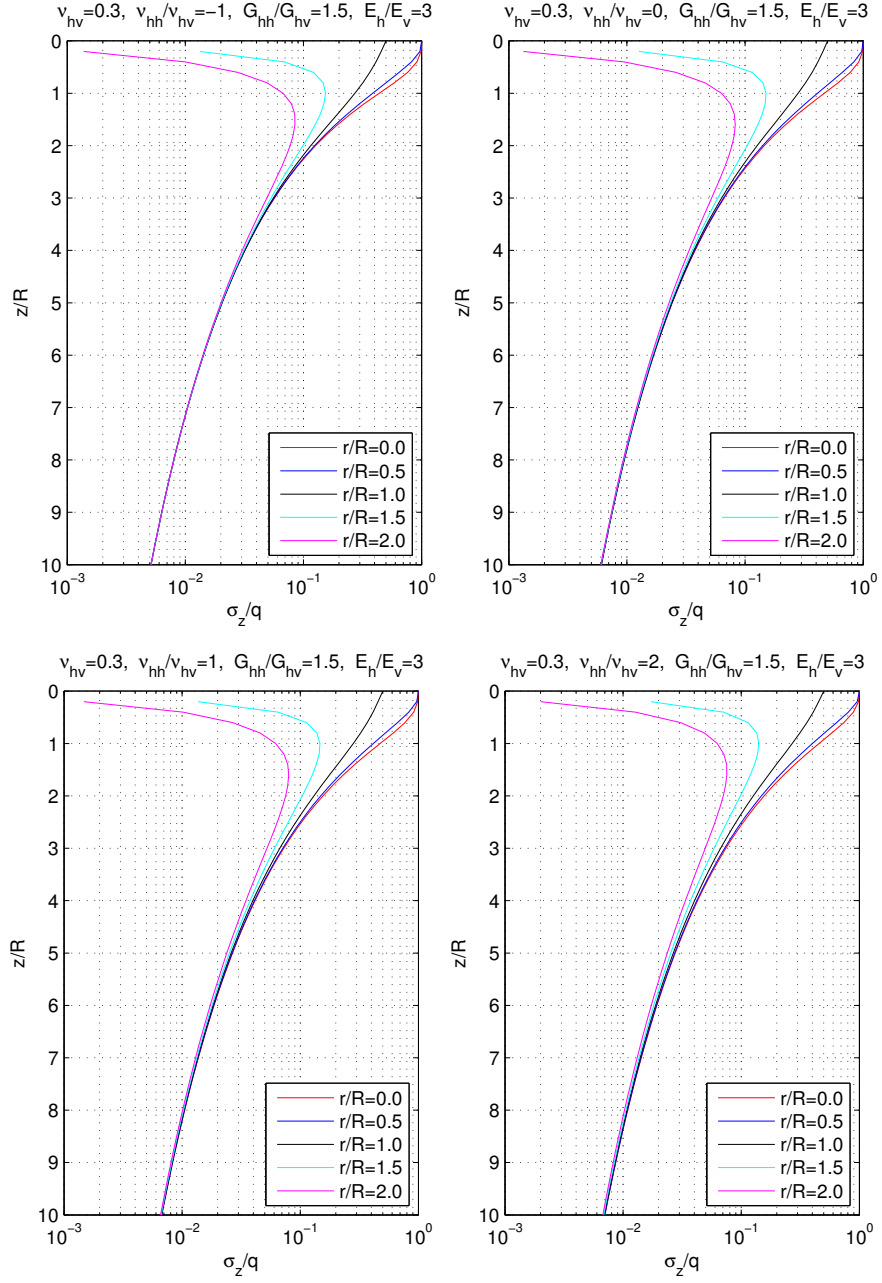 ν_hv=0.3, ν_hh/ν_hv=−1, G_hh/G_hv=1.5, E_h/E_v=3
0
1
2
3
4
5
6
7
8
9
10
z/R
r/R=0.0
r/R=0.5
r/R=1.0
r/R=1.5
r/R=2.0
10^−3 10^−2 10^−1 10^0
σ_z/q
ν_hv=0.3, ν_hh/ν_hv=0, G_hh/G_hv=1.5, E_h/E_v=3
0
1
2
3
4
5
6
7
8
9
10
z/R
r/R=0.0
r/R=0.5
r/R=1.0
r/R=1.5
r/R=2.0
10^−3 10^−2 10^−1 10^0
σ_z/q
ν_hv=0.3, ν_hh/ν_hv=1, G_hh/G_hv=1.5, E_h/E_v=3
0
1
2
3
4
5
6
7
8
9
10
z/R
r/R=0.0
r/R=0.5
r/R=1.0
r/R=1.5
r/R=2.0
10^−3 10^−2 10^−1 10^0
σ_z/q
ν_hv=0.3, ν_hh/ν_hv=2, G_hh/G_hv=1.5, E_h/E_v=3
0
1
2
3
4
5
6
7
8
9
10
z/R
r/R=0.0
r/R=0.5
r/R=1.0
r/R=1.5
r/R=2.0
10^−3 10^−2 10^−1 10^0
σ_z/q